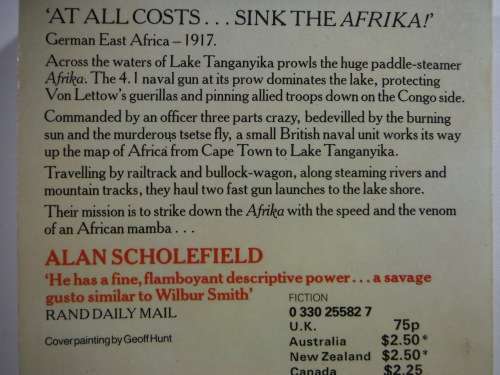 'AT ALL COSTS . . . SINK THE AFRIKA!'
German East Africa – 1917.
Across the waters of Lake Tanganyika prowls the huge paddle-steamer
Afrika. The 4.1 naval gun at its prow dominates the lake, protecting
Von Lettow's guerillas and pinning allied troops down on the Congo side.
Commanded by an officer three parts crazy, bedevilled by the burning
sun and the murderous tsetse fly, a small British naval unit works its way
up the map of Africa from Cape Town to Lake Tanganyika.
Travelling by railtrack and bullock-wagon, along steaming rivers and
mountain tracks, they haul two fast gun launches to the lake shore.
Their mission is to strike down the Afrika with the speed and the venom
of an African mamba . . .
ALAN SCHOLEFIELD
'He has a fine, flamboyant descriptive power . . . a savage
gusto similar to Wilbur Smith'
RAND DAILY MAIL
Cover painting by Geoff Hunt
FICTION
0 330 25582 7
U.K. 75p
Australia $2.50*
New Zealand $2.50*
Canada $2.25